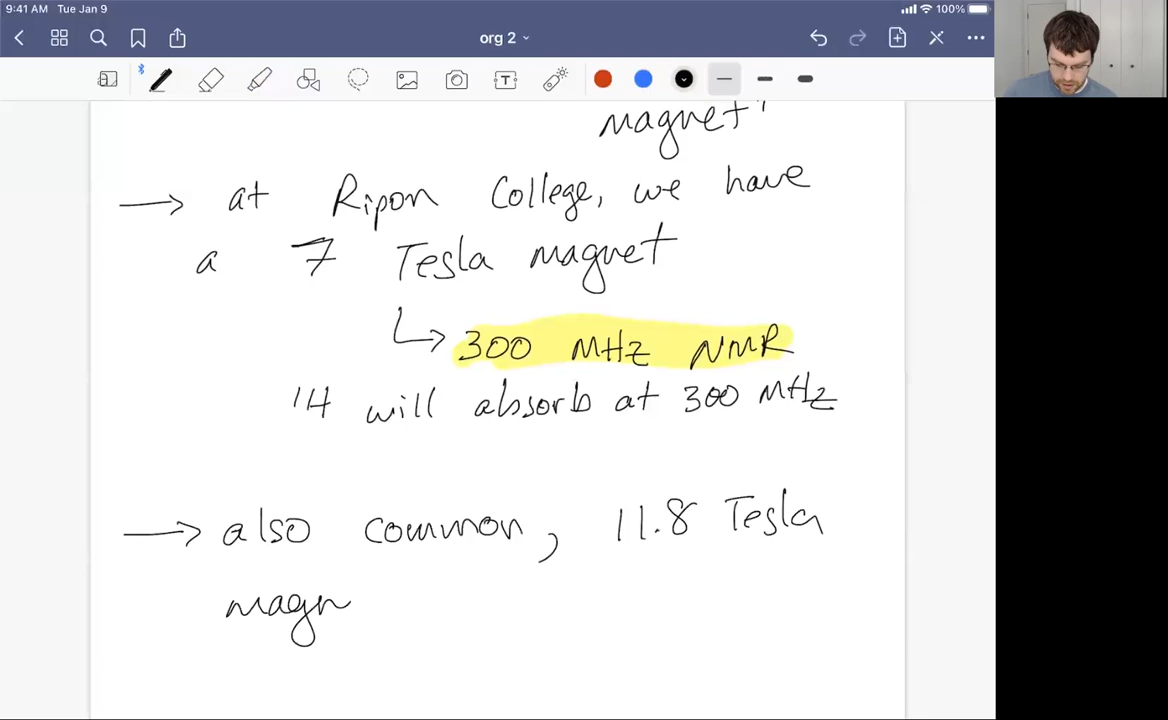 9:41 AM Tue Jan 9
100%
org 2
magnet"
→ at Ripon College, we have
a 7 Tesla magnet
↳ 300 MHz NMR
¹H will absorb at 300 MHz
→ also common, 11.8 Tesla
magn